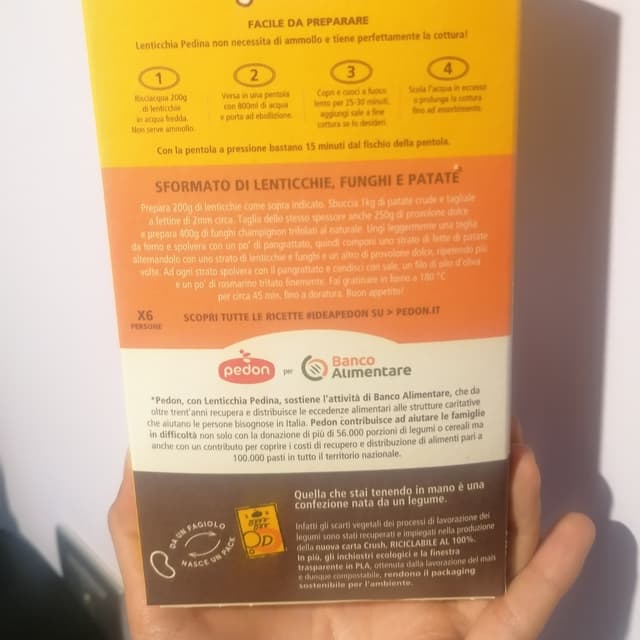 FACILE DA PREPARARE
Lenticchia Pedina non necessita di ammollo e tiene perfettamente la cottura!
1
Risciacqua 200g
di lenticchie
in acqua fredda.
Non serve ammollo.
2
Versa in una pentola
con 800ml di acqua
e porta ad ebollizione.
3
Copri e cuoci a fuoco
lento per 25-30 minuti,
aggiungi sale a fine
cottura se lo desideri.
4
Scola l'acqua in eccesso
o prolunga la cottura
fino ad assorbimento.
Con la pentola a pressione bastano 15 minuti dal fischio della pentola.
SFORMATO DI LENTICCHIE, FUNGHI E PATATE
Prepara 200g di lenticchie come sopra indicato. Sbuccia 1kg di patate crude e tagliale
a fettine di 2mm circa. Taglia dello stesso spessore anche 250g di provolone dolce
e prepara 400g di funghi champignon trifolati al naturale. Ungi leggermente una teglia
da forno e spolvera con un po' di pangrattato, quindi componi uno strato di fette di patate
alternandolo con uno strato di lenticchie e funghi e un altro di provolone dolce, ripetendo più
volte. Ad ogni strato spolvera con il pangrattato e condisci con sale, un filo di olio d'oliva
e un po' di rosmarino tritato finemente. Fai gratinare in forno a 180 °C
per circa 45 min. fino a doratura. Buon appetito!
X6
PERSONE
SCOPRI TUTTE LE RICETTE #IDEAPEDON SU > PEDON.IT
pedon
per
Banco
Alimentare
*Pedon, con Lenticchia Pedina, sostiene l'attività di Banco Alimentare, che da
oltre trent'anni recupera e distribuisce le eccedenze alimentari alle strutture caritative
che aiutano le persone bisognose in Italia. Pedon contribuisce ad aiutare le famiglie
in difficoltà non solo con la donazione di più di 56.000 porzioni di legumi o cereali ma
anche con un contributo per coprire i costi di recupero e distribuzione di alimenti pari a
100.000 pasti in tutto il territorio nazionale.
DA UN FAGIOLO
NASCE UN PACK
Quella che stai tenendo in mano è una
confezione nata da un legume.
Infatti gli scarti vegetali dei processi di lavorazione dei
legumi sono stati recuperati e impiegati nella produzione
della nuova carta Crush, RICICLABILE AL 100%.
In più, gli inchiostri ecologici e la finestra
trasparente in PLA, ottenuta dalla lavorazione del mais
e dunque compostabile, rendono il packaging
sostenibile per l'ambiente.